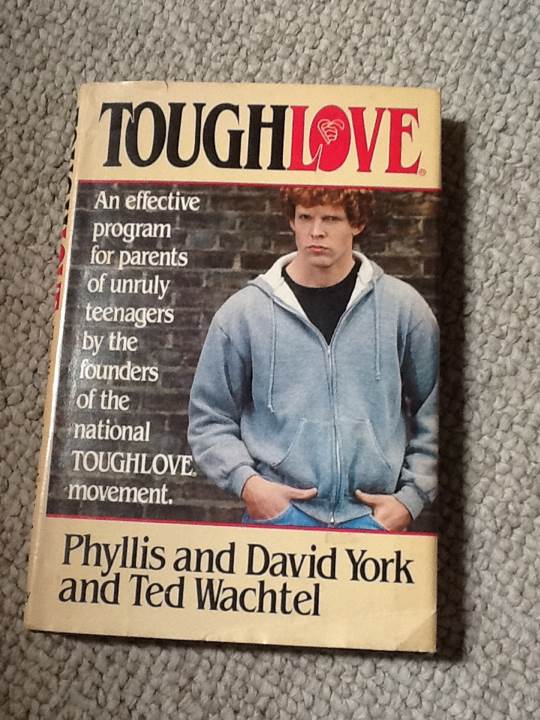 TOUGHLOVE®
An effective
program
for parents
of unruly
teenagers
by the
founders
of the
national
TOUGHLOVE®
movement.
Phyllis and David York
and Ted Wachtel